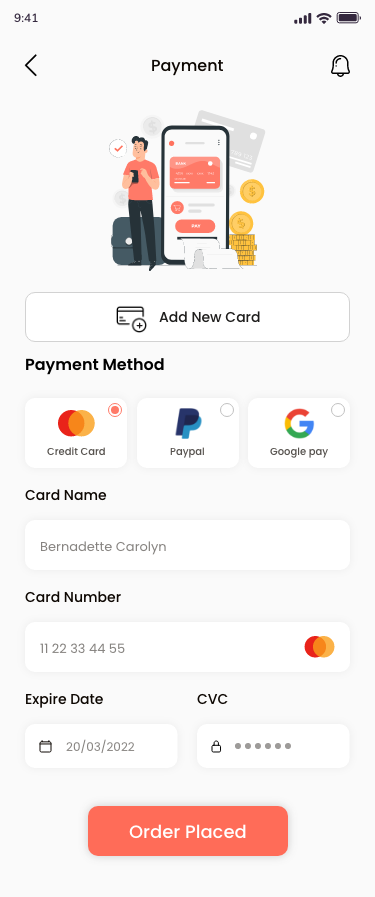 9:41
Payment
BANK
PAY
Add New Card
Payment Method
Credit Card
Paypal
Google pay
Card Name
Bernadette Carolyn
Card Number
11 22 33 44 55
Expire Date
CVC
20/03/2022
Order Placed